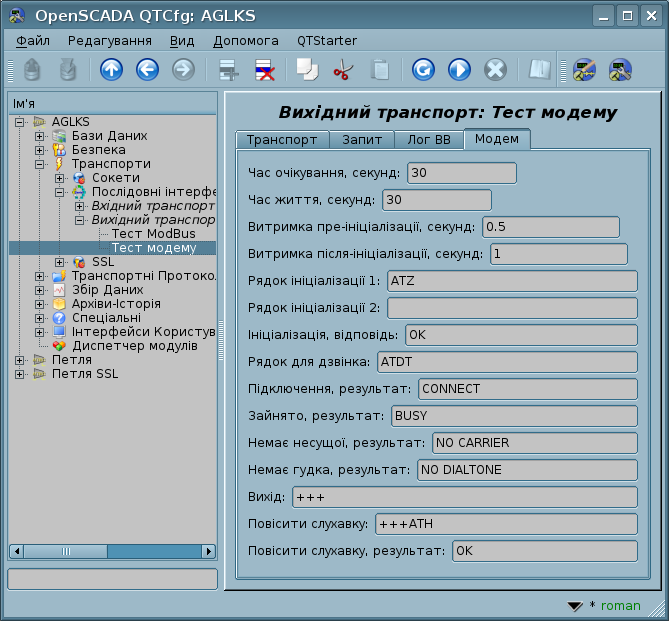 OpenSCADA QTCfg: AGLKS
Файл Редагування Вид Допомога QTStarter
Ім'я
AGLKS
Бази Даних
Безпека
Транспорти
Сокети
Послідовні інтерфе
Вхідний транспорт
Вихідний транспор
Тест ModBus
Тест модему
SSL
Транспортні Протоко
Збір Даних
Архіви-Історія
Спеціальні
Інтерфейси Користув
Диспетчер модулів
Петля
Петля SSL
Вихідний транспорт: Тест модему
Транспорт Запит Лог ВВ Модем
Час очікування, секунд: 30
Час життя, секунд: 30
Витримка пре-ініціалізації, секунд: 0.5
Витримка після-ініціалізації, секунд: 1
Рядок ініціалізації 1: ATZ
Рядок ініціалізації 2:
Ініціалізація, відповідь: OK
Рядок для дзвінка: ATDT
Підключення, результат: CONNECT
Зайнято, результат: BUSY
Немає несущої, результат: NO CARRIER
Немає гудка, результат: NO DIALTONE
Вихід: +++
Повісити слухавку: +++ATH
Повісити слухавку, результат: OK
* roman